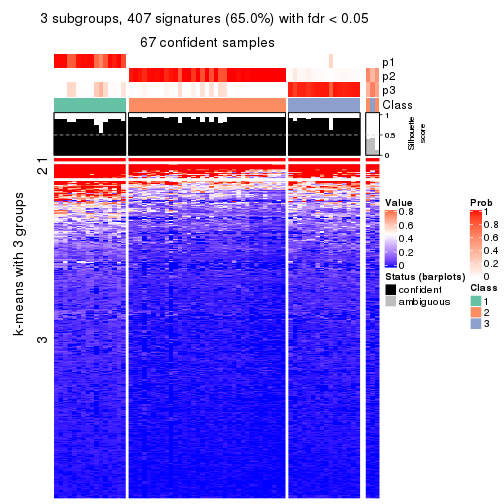 3 subgroups, 407 signatures (65.0%) with fdr < 0.05
67 confident samples
p1
p2
p3
Class
1
0.5
0
Silhouette
score
k-means with 3 groups
1
2
3
Value
0.8
0.6
0.4
0.2
0
Status (barplots)
confident
ambiguous
Prob
1
0.8
0.6
0.4
0.2
0
Class
1
2
3